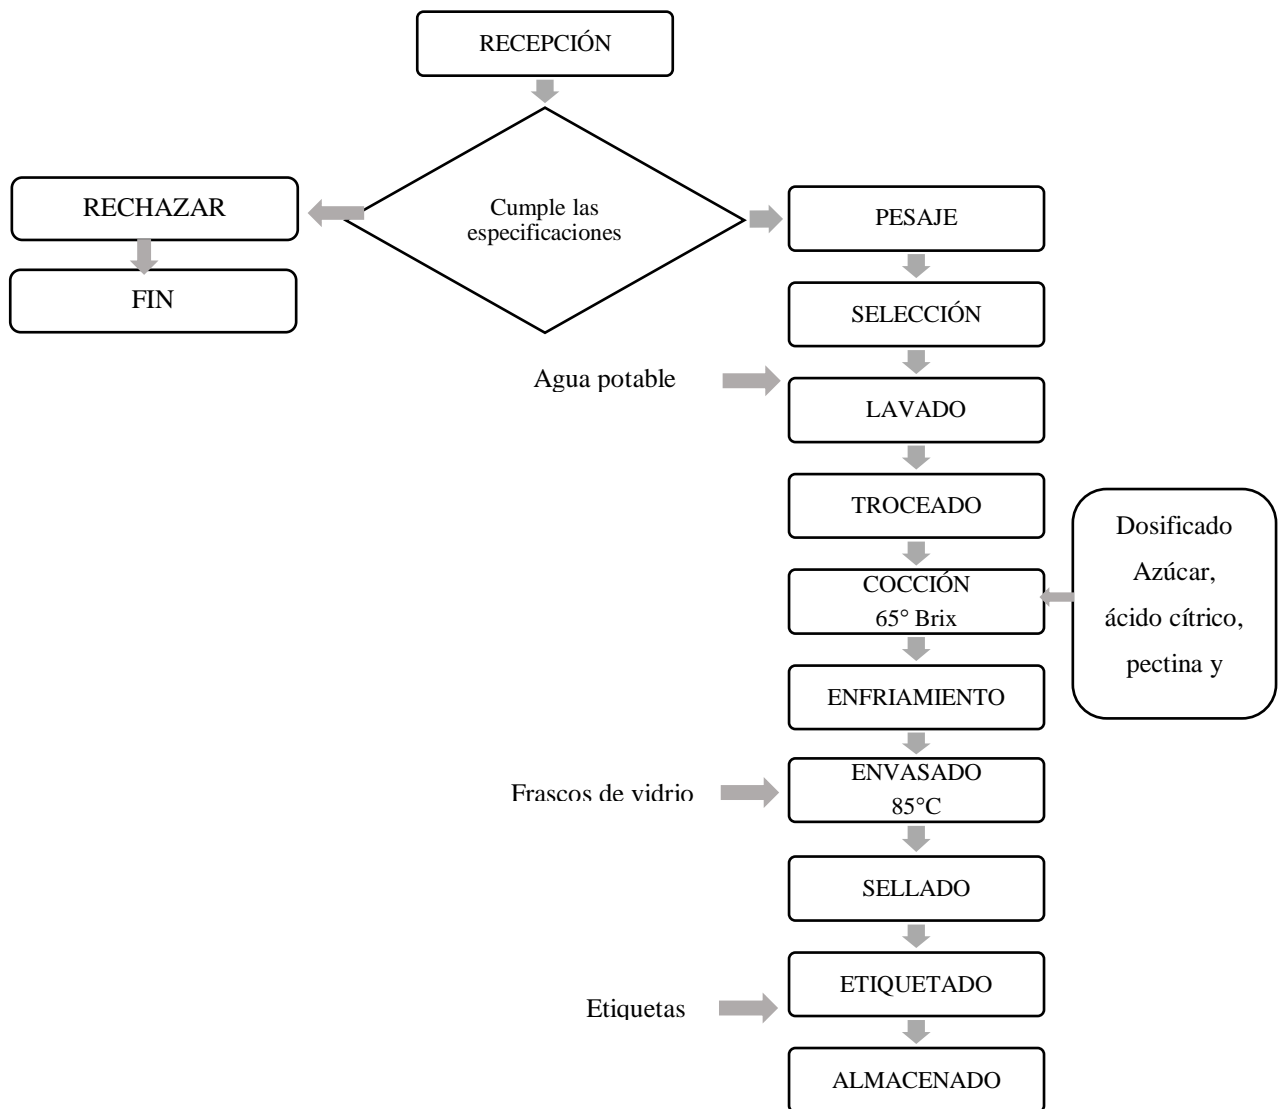 RECEPCIÓN
Cumple las
especificaciones
RECHAZAR
FIN
PESAJE
SELECCIÓN
Agua potable
LAVADO
TROCEADO
COCCIÓN
65° Brix
Dosificado
Azúcar,
ácido cítrico,
pectina y
ENFRIAMIENTO
Frascos de vidrio
ENVASADO
85°C
SELLADO
Etiquetas
ETIQUETADO
ALMACENADO